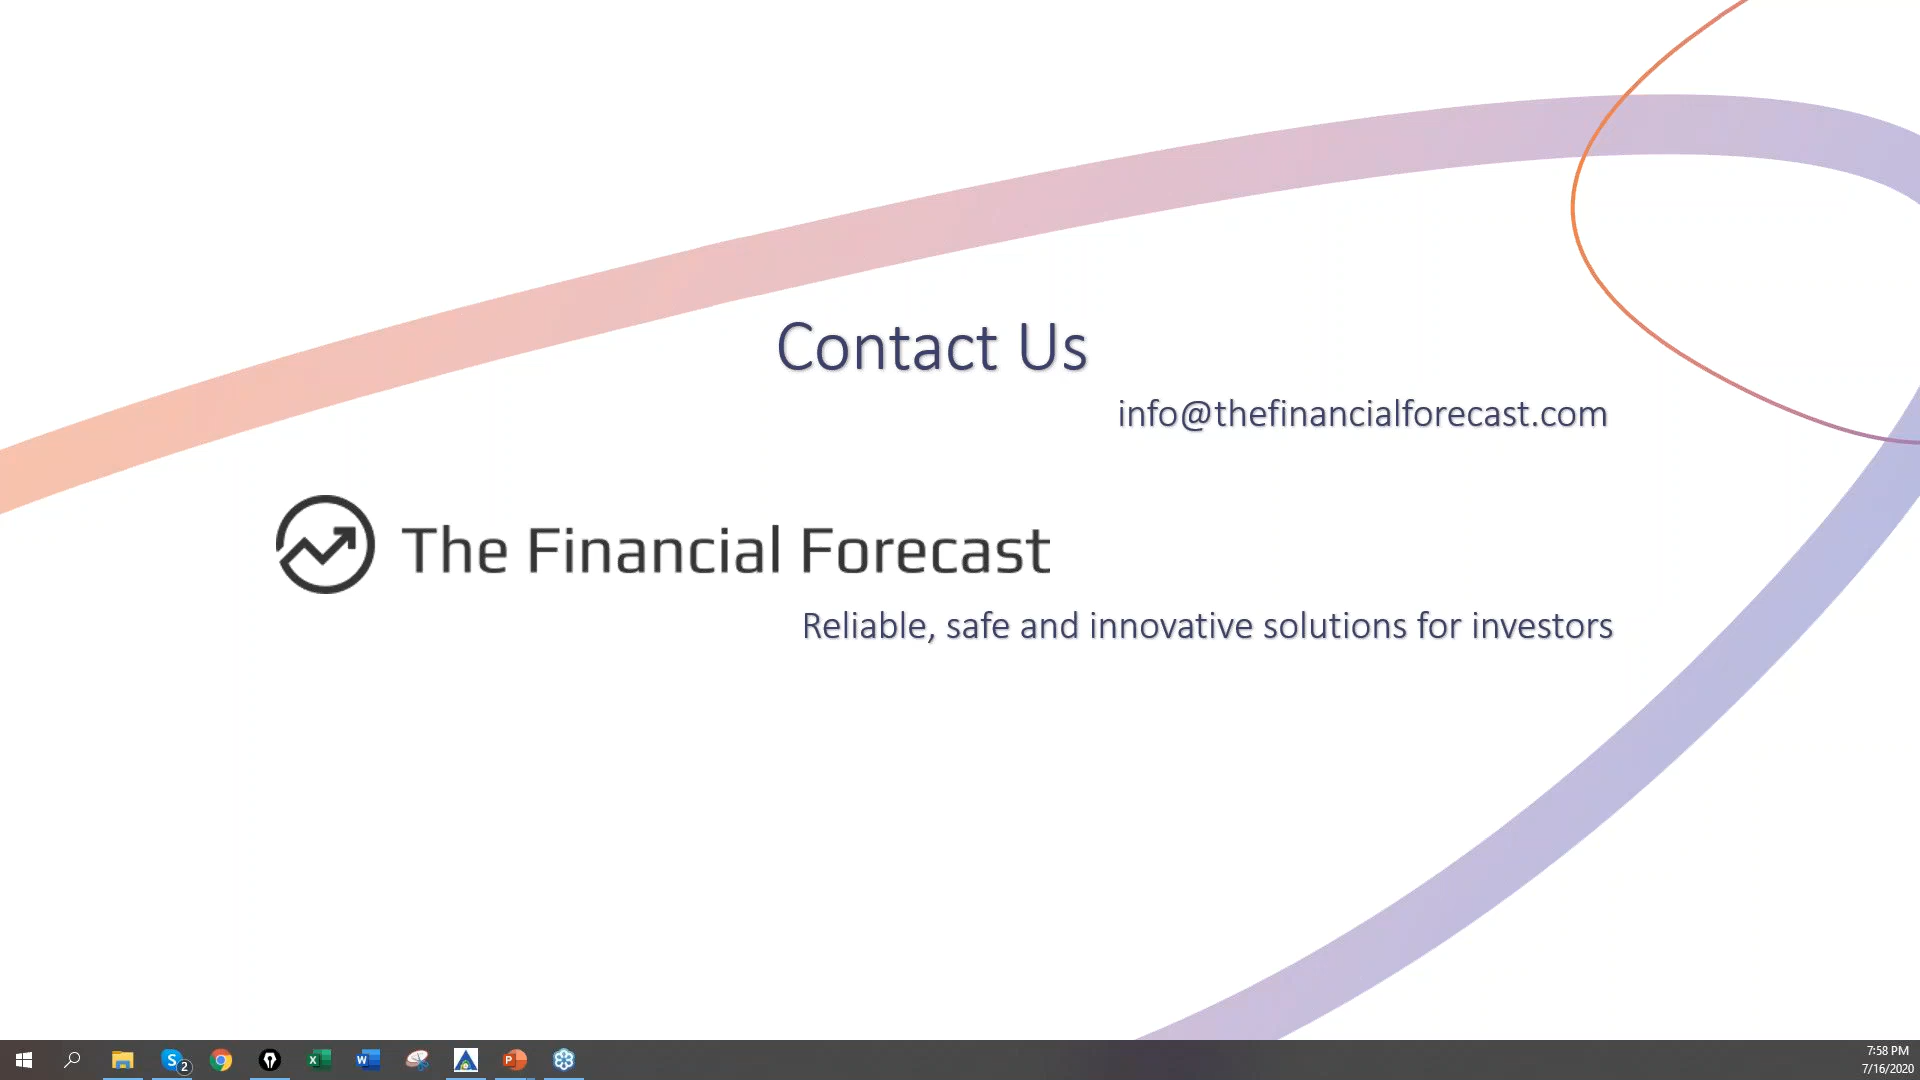 Contact Us
info@thefinancialforecast.com
The Financial Forecast
Reliable, safe and innovative solutions for investors
S 2 X W P
7:58 PM
7/16/2020